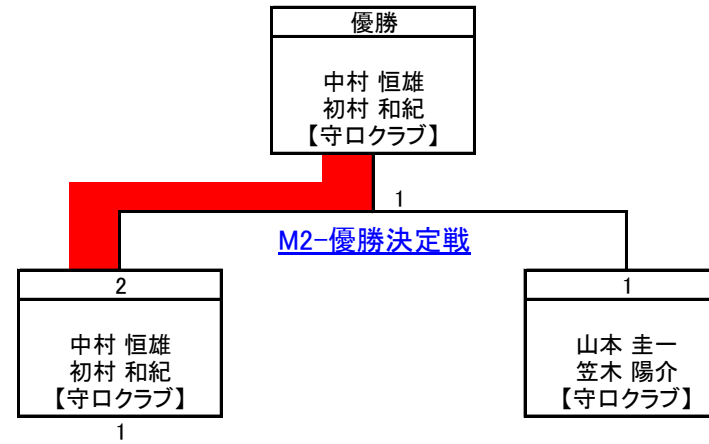 優勝
中村 恒雄
初村 和紀
【守口クラブ】
1
M2-優勝決定戦
2
中村 恒雄
初村 和紀
【守口クラブ】
1
1
山本 圭一
笠木 陽介
【守口クラブ】